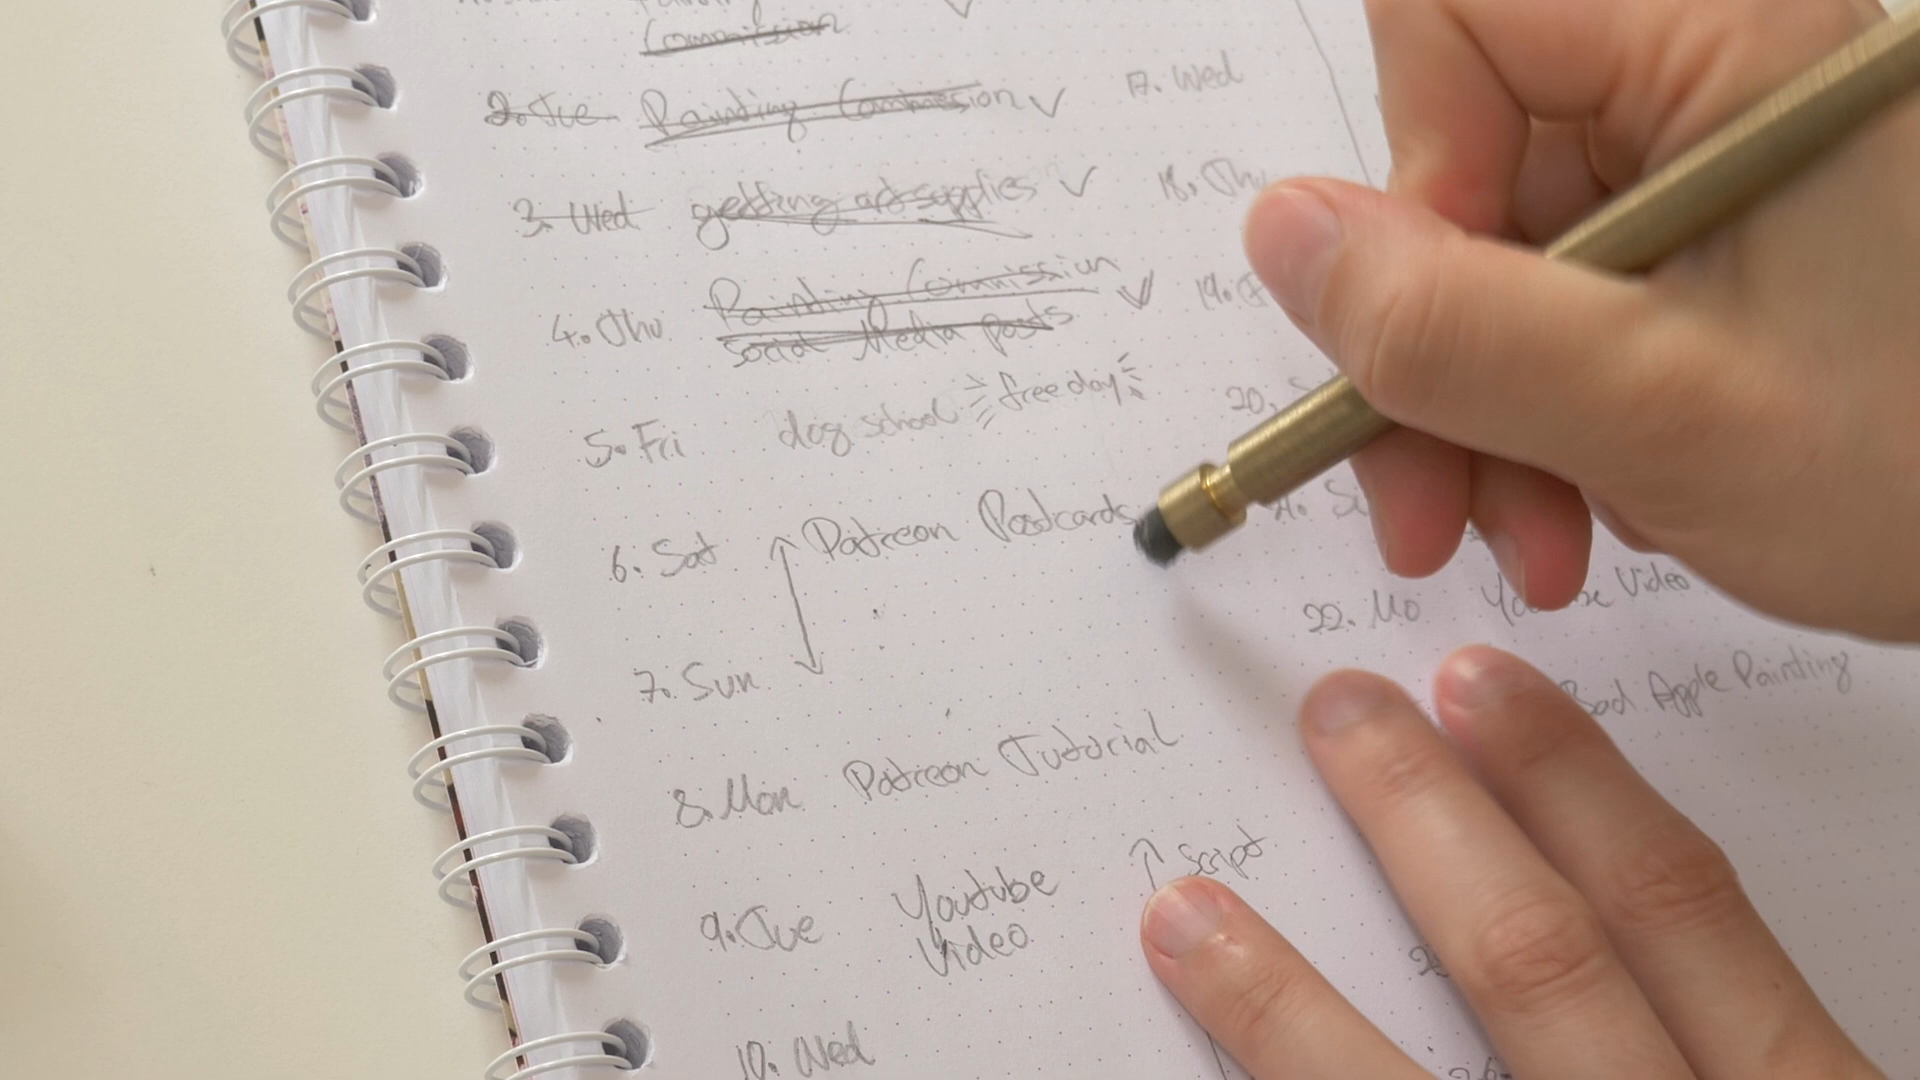 Commission
2. Tue Painting Commission ✓ 17. Wed
3. Wed getting art supplies ✓ 18. Thu
4. Thu Painting Commission ✓ 19.
Social Media posts
5. Fri dog school free day 20.
6. Sat ↑ Patreon Postcards
7. Sun ↓
22. Mo Youtube Video
Bad Apple Painting
8. Mon Patreon Tutorial
9. Tue Youtube ↑ Script
Video
10. Wed